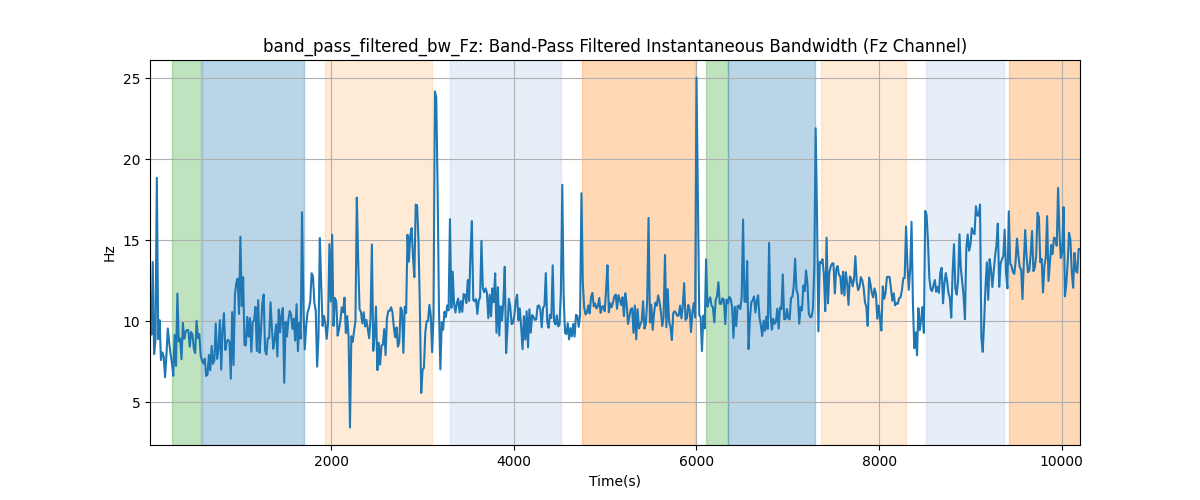 band_pass_filtered_bw_Fz: Band-Pass Filtered Instantaneous Bandwidth (Fz Channel)
25
20
15
10
5
Hz
2000 4000 6000 8000 10000
Time(s)